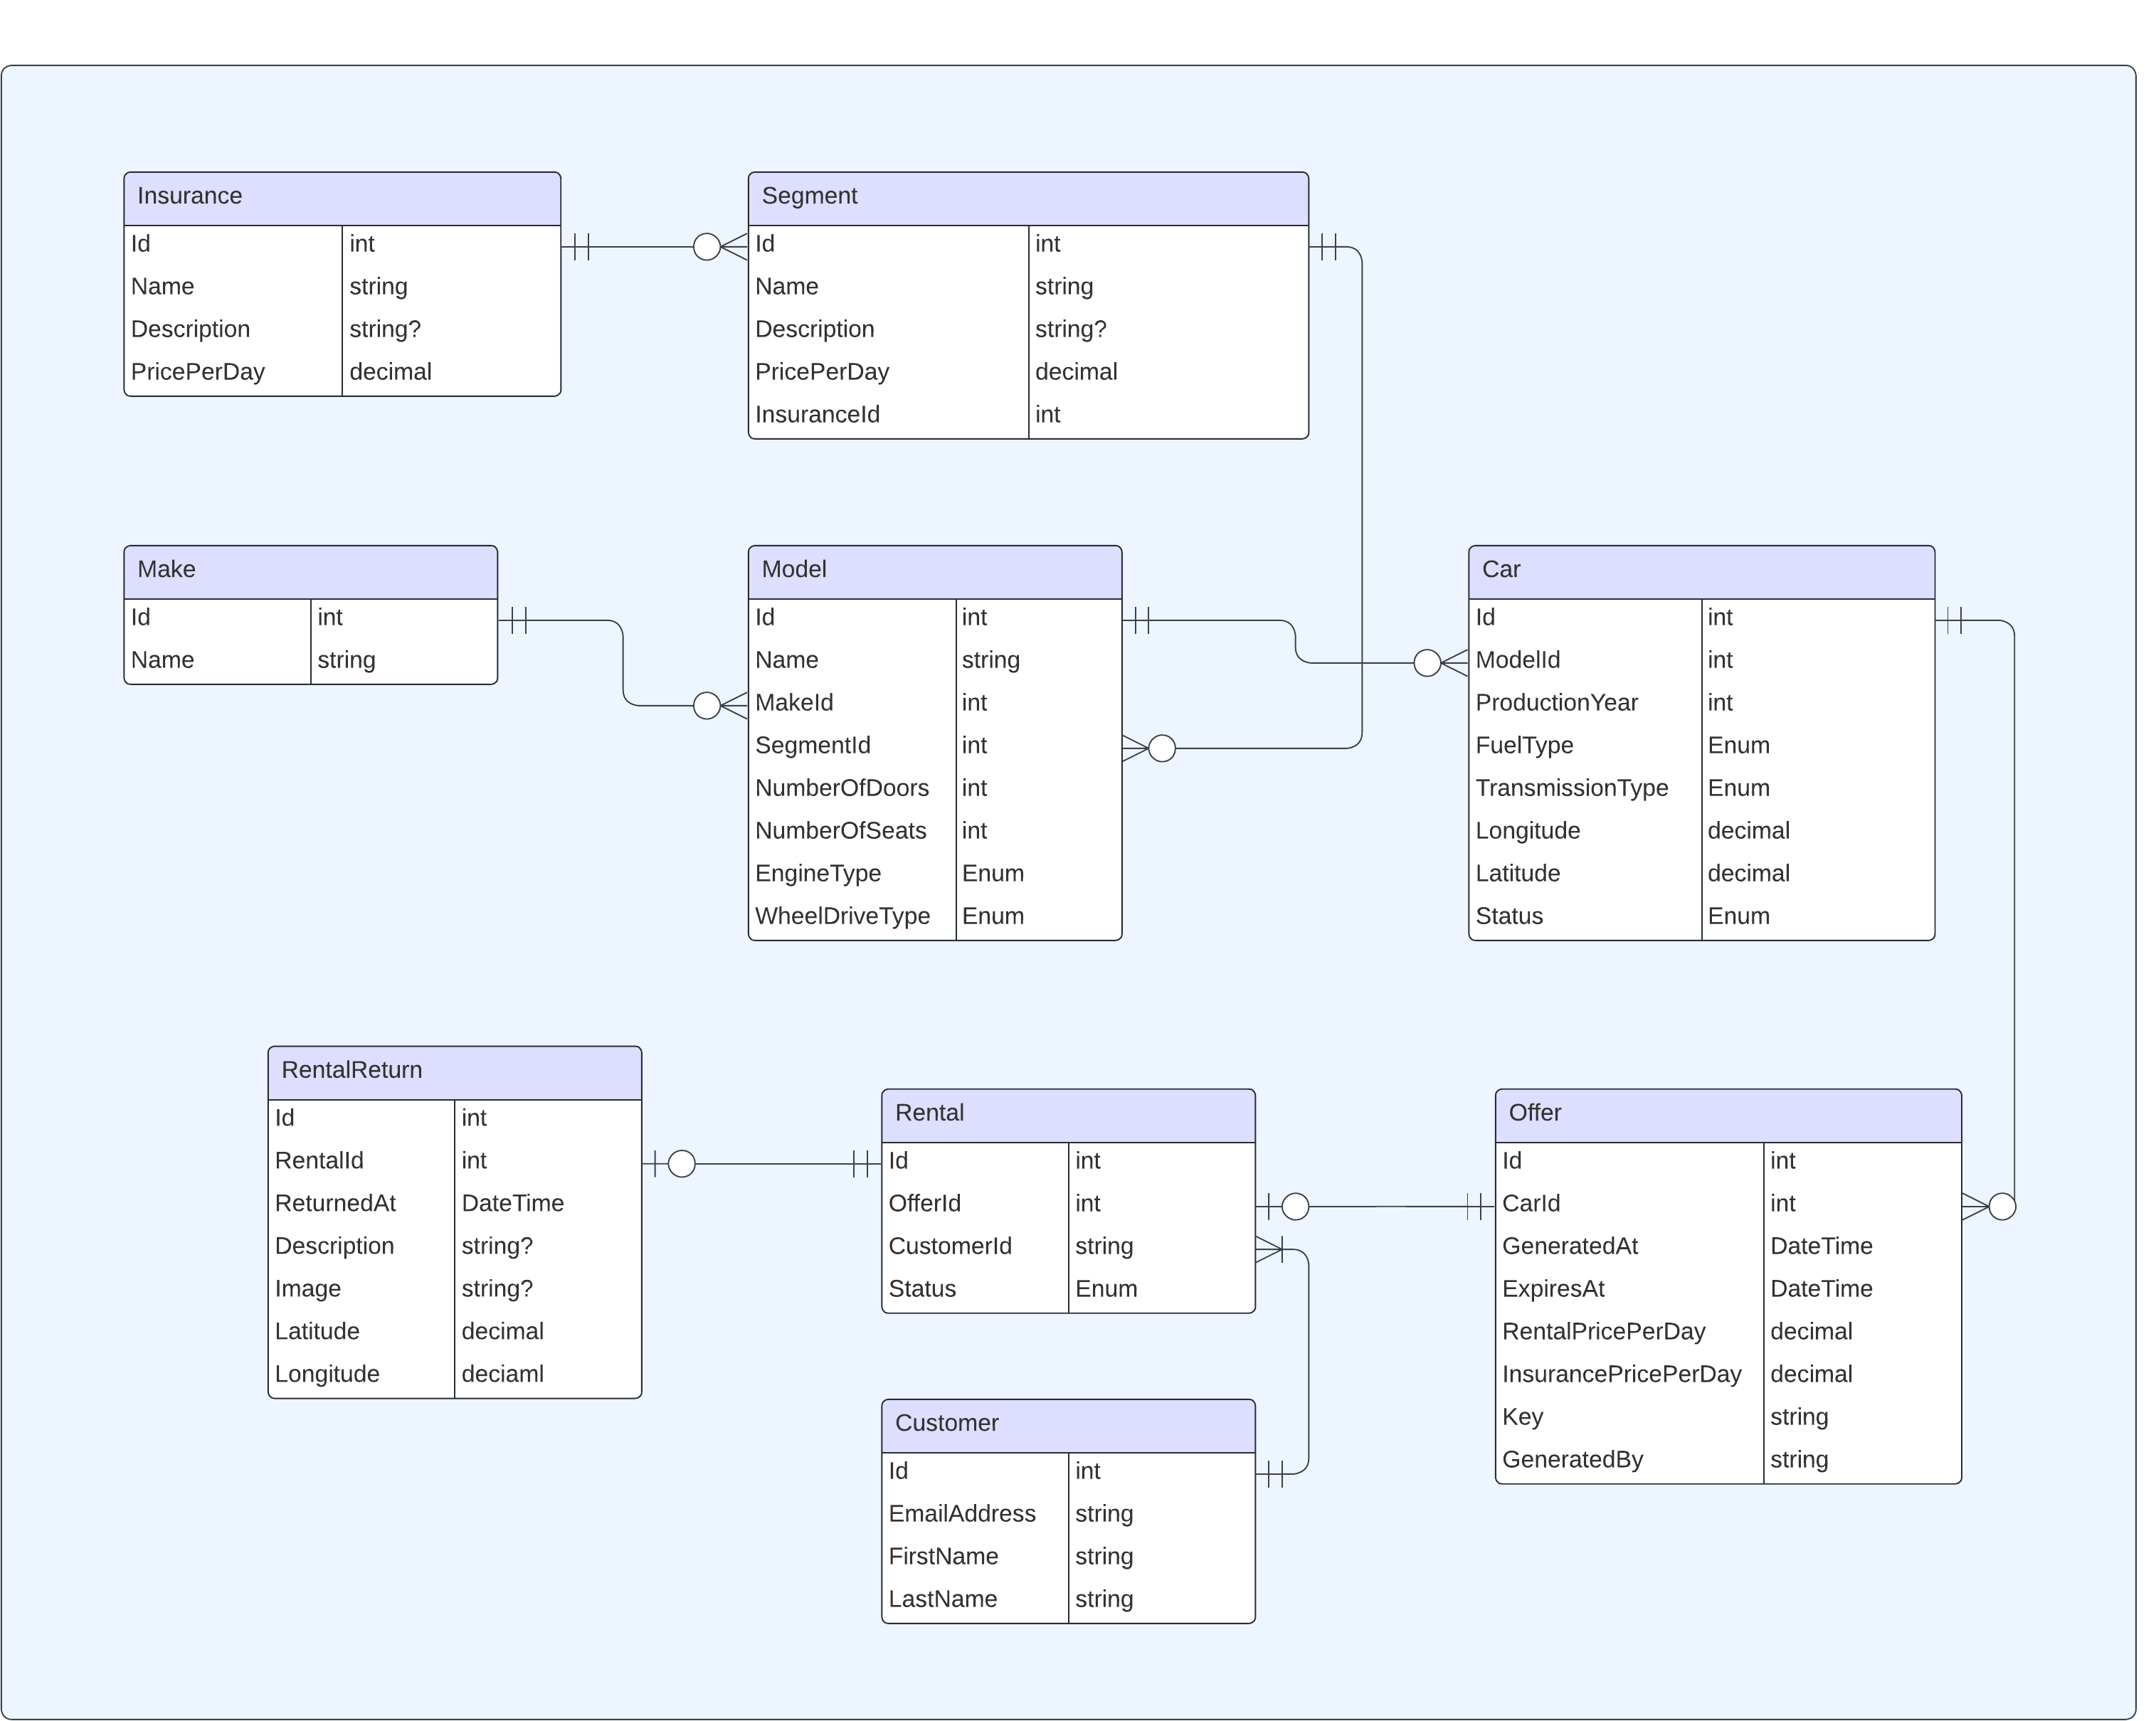 Insurance
Id int
Name string
Description string?
PricePerDay decimal
Segment
Id int
Name string
Description string?
PricePerDay decimal
InsuranceId int
Make
Id int
Name string
Model
Id int
Name string
MakeId int
SegmentId int
NumberOfDoors int
NumberOfSeats int
EngineType Enum
WheelDriveType Enum
Car
Id int
ModelId int
ProductionYear int
FuelType Enum
TransmissionType Enum
Longitude decimal
Latitude decimal
Status Enum
RentalReturn
Id int
RentalId int
ReturnedAt DateTime
Description string?
Image string?
Latitude decimal
Longitude deciaml
Rental
Id int
OfferId int
CustomerId string
Status Enum
Offer
Id int
CarId int
GeneratedAt DateTime
ExpiresAt DateTime
RentalPricePerDay decimal
InsurancePricePerDay decimal
Key string
GeneratedBy string
Customer
Id int
EmailAddress string
FirstName string
LastName string